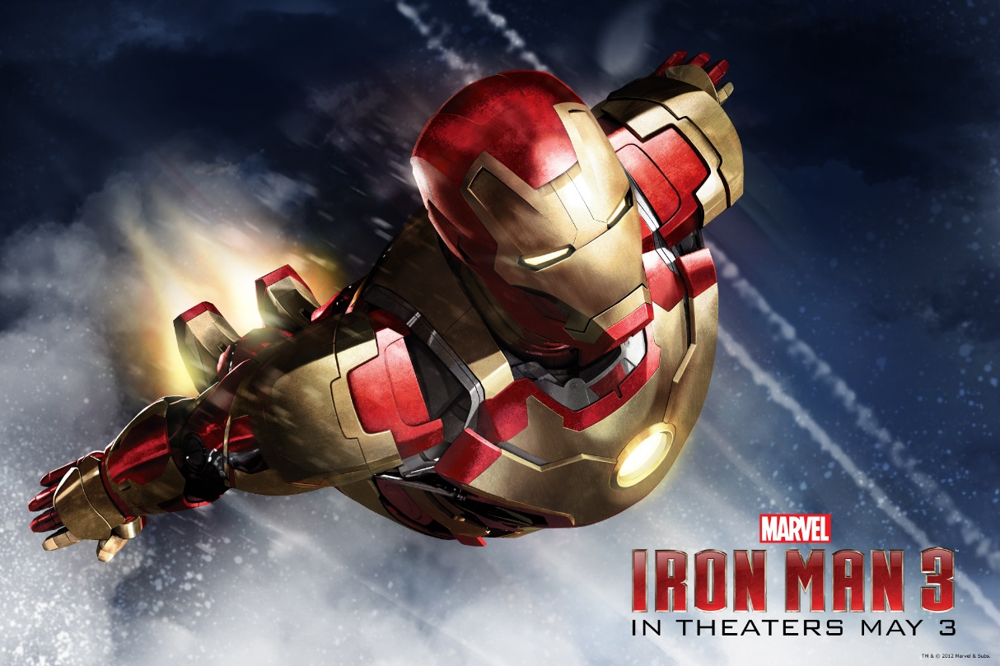 MARVEL
IRON MAN 3
IN THEATERS MAY 3
TM & © 2012 Marvel & Subs.